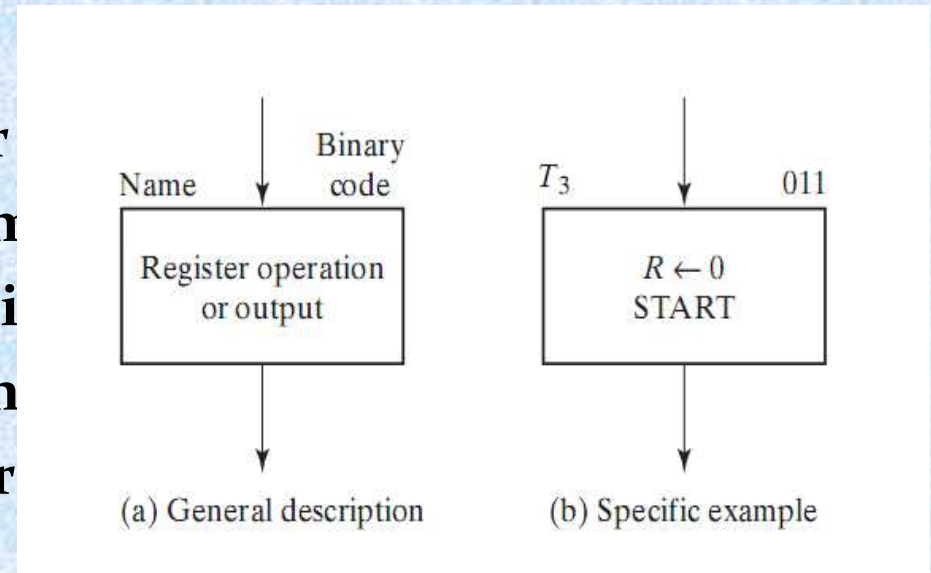 Name
Binary
code
Register operation
or output
(a) General description
T₃
011
R ← 0
START
(b) Specific example